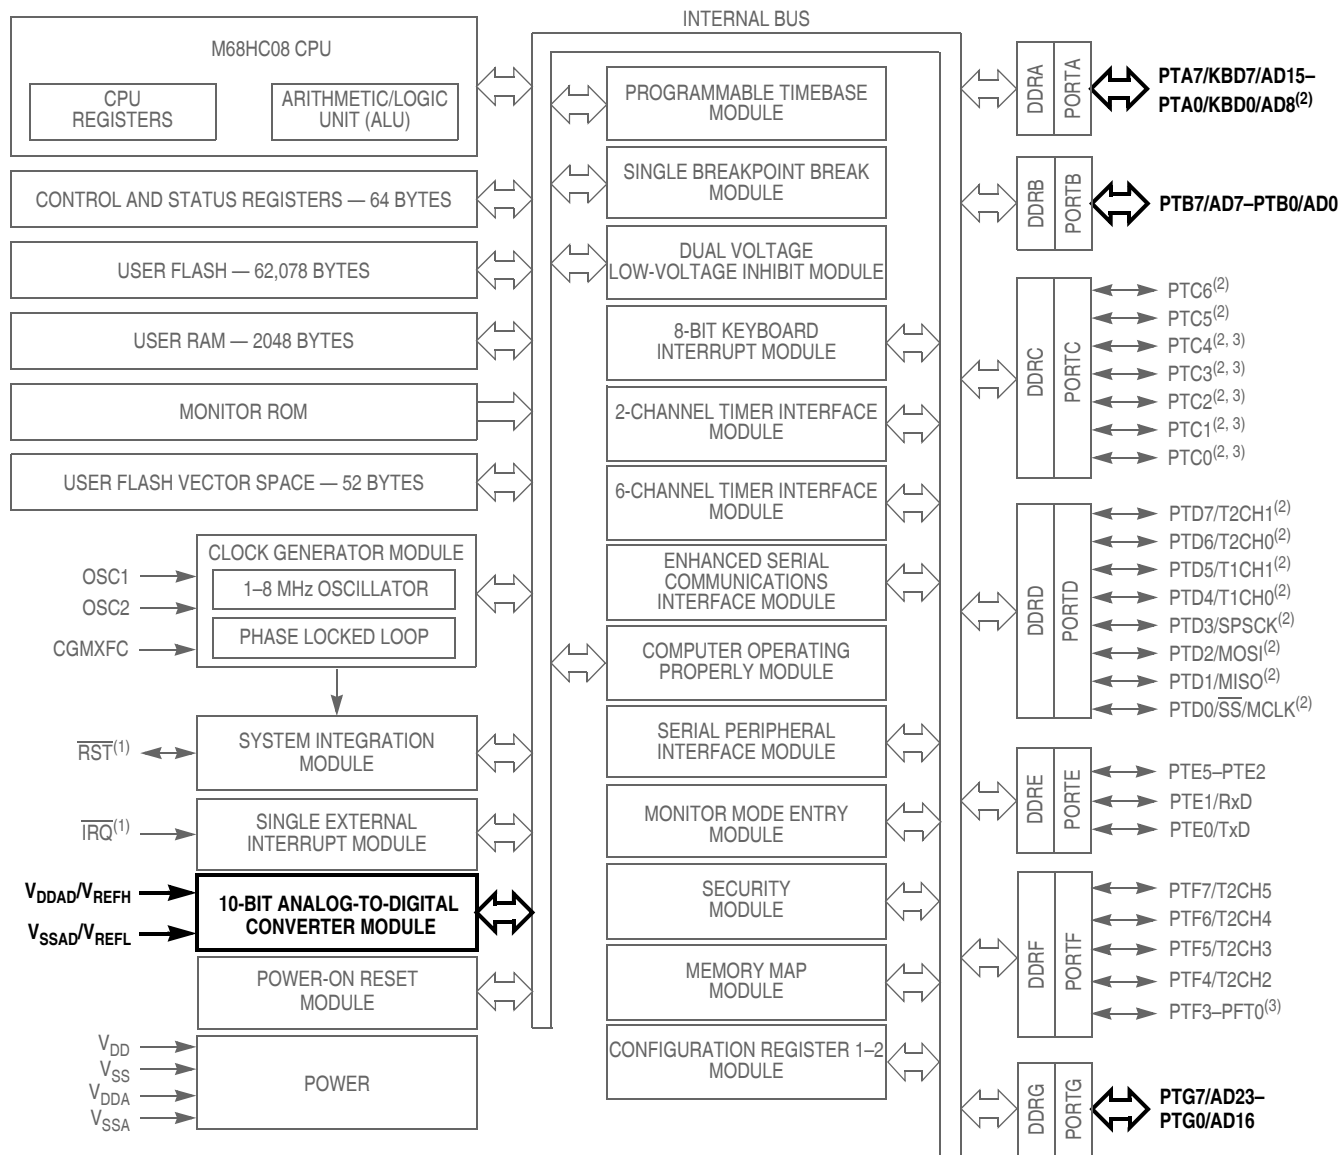 INTERNAL BUS
M68HC08 CPU
CPU
REGISTERS
ARITHMETIC/LOGIC
UNIT (ALU)
CONTROL AND STATUS REGISTERS — 64 BYTES
USER FLASH — 62,078 BYTES
USER RAM — 2048 BYTES
MONITOR ROM
USER FLASH VECTOR SPACE — 52 BYTES
CLOCK GENERATOR MODULE
1–8 MHz OSCILLATOR
PHASE LOCKED LOOP
OSC1
OSC2
CGMXFC
SYSTEM INTEGRATION
MODULE
RST(1)
SINGLE EXTERNAL
INTERRUPT MODULE
IRQ(1)
10-BIT ANALOG-TO-DIGITAL
CONVERTER MODULE
VDDAD/VREFH
VSSAD/VREFL
POWER-ON RESET
MODULE
POWER
VDD
VSS
VDDA
VSSA
PROGRAMMABLE TIMEBASE
MODULE
SINGLE BREAKPOINT BREAK
MODULE
DUAL VOLTAGE
LOW-VOLTAGE INHIBIT MODULE
8-BIT KEYBOARD
INTERRUPT MODULE
2-CHANNEL TIMER INTERFACE
MODULE
6-CHANNEL TIMER INTERFACE
MODULE
ENHANCED SERIAL
COMMUNICATIONS
INTERFACE MODULE
COMPUTER OPERATING
PROPERLY MODULE
SERIAL PERIPHERAL
INTERFACE MODULE
MONITOR MODE ENTRY
MODULE
SECURITY
MODULE
MEMORY MAP
MODULE
CONFIGURATION REGISTER 1–2
MODULE
DDRA
PORTA
PTA7/KBD7/AD15–
PTA0/KBD0/AD8(2)
DDRB
PORTB
PTB7/AD7–PTB0/AD0
DDRC
PORTC
PTC6(2)
PTC5(2)
PTC4(2, 3)
PTC3(2, 3)
PTC2(2, 3)
PTC1(2, 3)
PTC0(2, 3)
DDRD
PORTD
PTD7/T2CH1(2)
PTD6/T2CH0(2)
PTD5/T1CH1(2)
PTD4/T1CH0(2)
PTD3/SPSCK(2)
PTD2/MOSI(2)
PTD1/MISO(2)
PTD0/SS/MCLK(2)
DDRE
PORTE
PTE5–PTE2
PTE1/RxD
PTE0/TxD
DDRF
PORTF
PTF7/T2CH5
PTF6/T2CH4
PTF5/T2CH3
PTF4/T2CH2
PTF3–PFT0(3)
DDRG
PORTG
PTG7/AD23–
PTG0/AD16